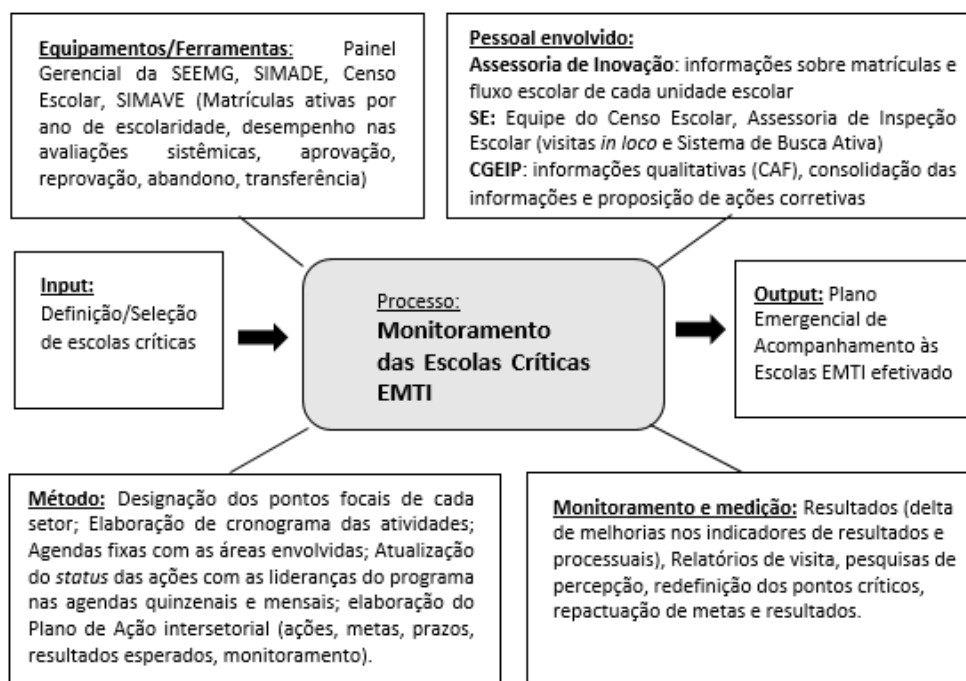 Equipamentos/Ferramentas: Painel
Gerencial da SEEMG, SIMADE, Censo
Escolar, SIMAVE (Matrículas ativas por
ano de escolaridade, desempenho nas
avaliações sistêmicas, aprovação,
reprovação, abandono, transferência)
Pessoal envolvido:
Assessoria de Inovação: informações sobre matrículas e
fluxo escolar de cada unidade escolar
SE: Equipe do Censo Escolar, Assessoria de Inspeção
Escolar (visitas in loco e Sistema de Busca Ativa)
CGEIP: informações qualitativas (CAF), consolidação das
informações e proposição de ações corretivas
Input:
Definição/Seleção
de escolas críticas
Processo:
Monitoramento
das Escolas Críticas
EMTI
Output: Plano
Emergencial de
Acompanhamento às
Escolas EMTI efetivado
Método: Designação dos pontos focais de cada
setor; Elaboração de cronograma das atividades;
Agendas fixas com as áreas envolvidas; Atualização
do status das ações com as lideranças do programa
nas agendas quinzenais e mensais; elaboração do
Plano de Ação intersetorial (ações, metas, prazos,
resultados esperados, monitoramento).
Monitoramento e medição: Resultados (delta
de melhorias nos indicadores de resultados e
processuais), Relatórios de visita, pesquisas de
percepção, redefinição dos pontos críticos,
repactuação de metas e resultados.